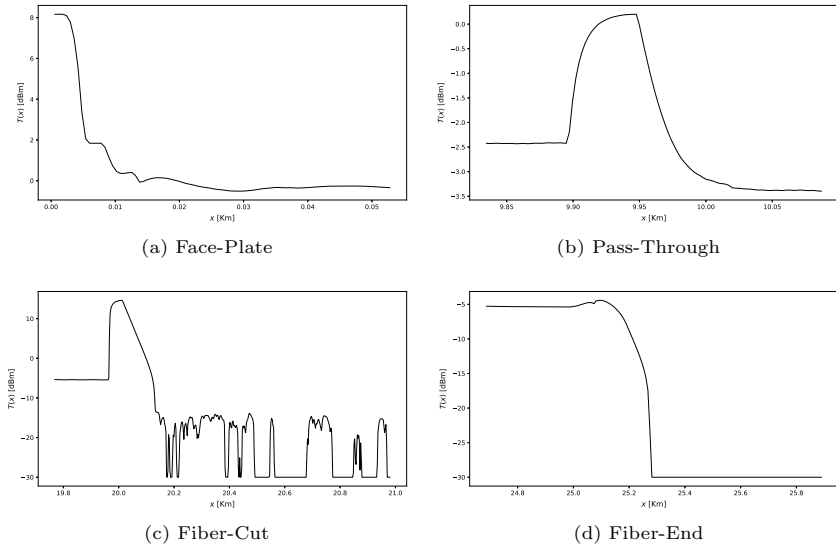 8
6
4
2
0
T(x) [dBm]
0.00 0.01 0.02 0.03 0.04 0.05
x [Km]
(a) Face-Plate
0.0
−0.5
−1.0
−1.5
−2.0
−2.5
−3.0
−3.5
T(x) [dBm]
9.85 9.90 9.95 10.00 10.05
x [Km]
(b) Pass-Through
10
0
−10
−20
−30
T(x) [dBm]
19.8 20.0 20.2 20.4 20.6 20.8 21.0
x [Km]
(c) Fiber-Cut
−5
−10
−15
−20
−25
−30
T(x) [dBm]
24.8 25.0 25.2 25.4 25.6 25.8
x [Km]
(d) Fiber-End